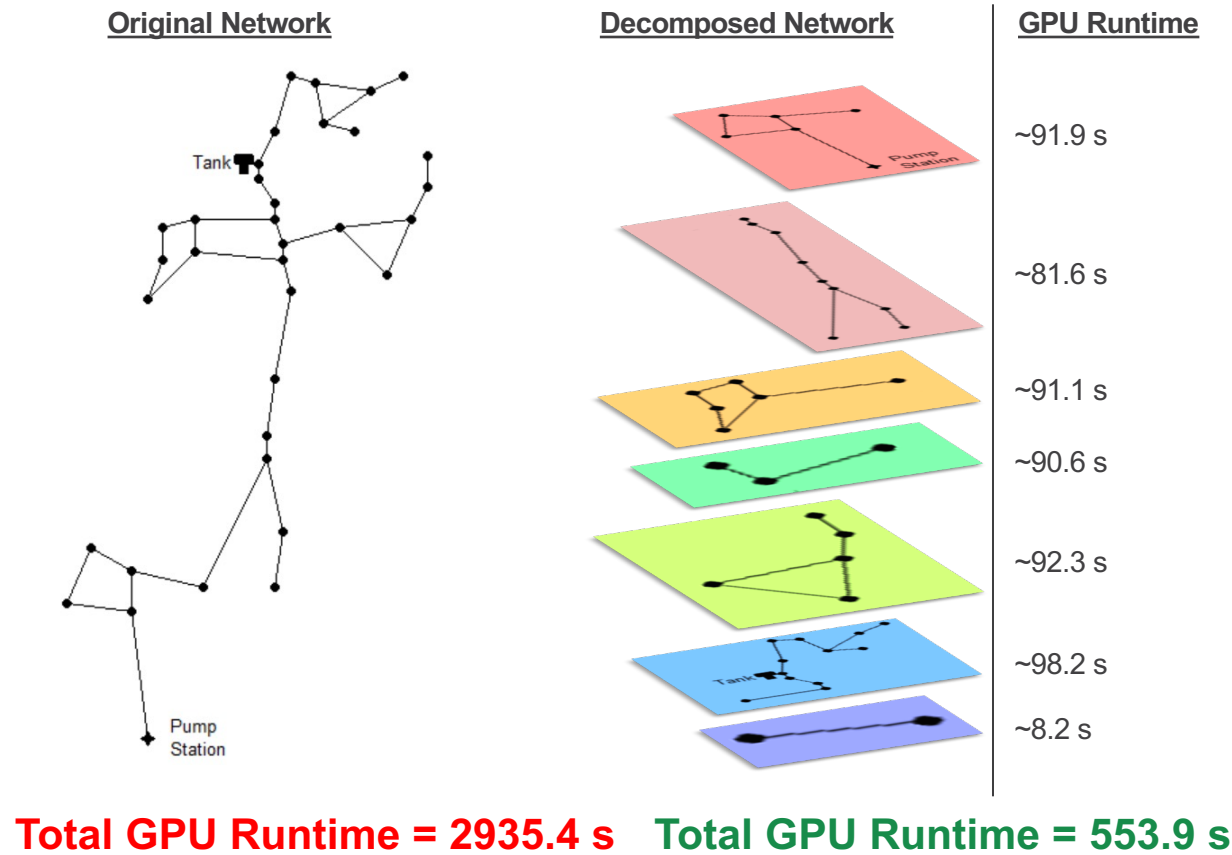 Original Network
Decomposed Network
GPU Runtime
Tank
Pump
Station
Pump
Station
Tank
~91.9 s
~81.6 s
~91.1 s
~90.6 s
~92.3 s
~98.2 s
~8.2 s
Total GPU Runtime = 2935.4 s
Total GPU Runtime = 553.9 s